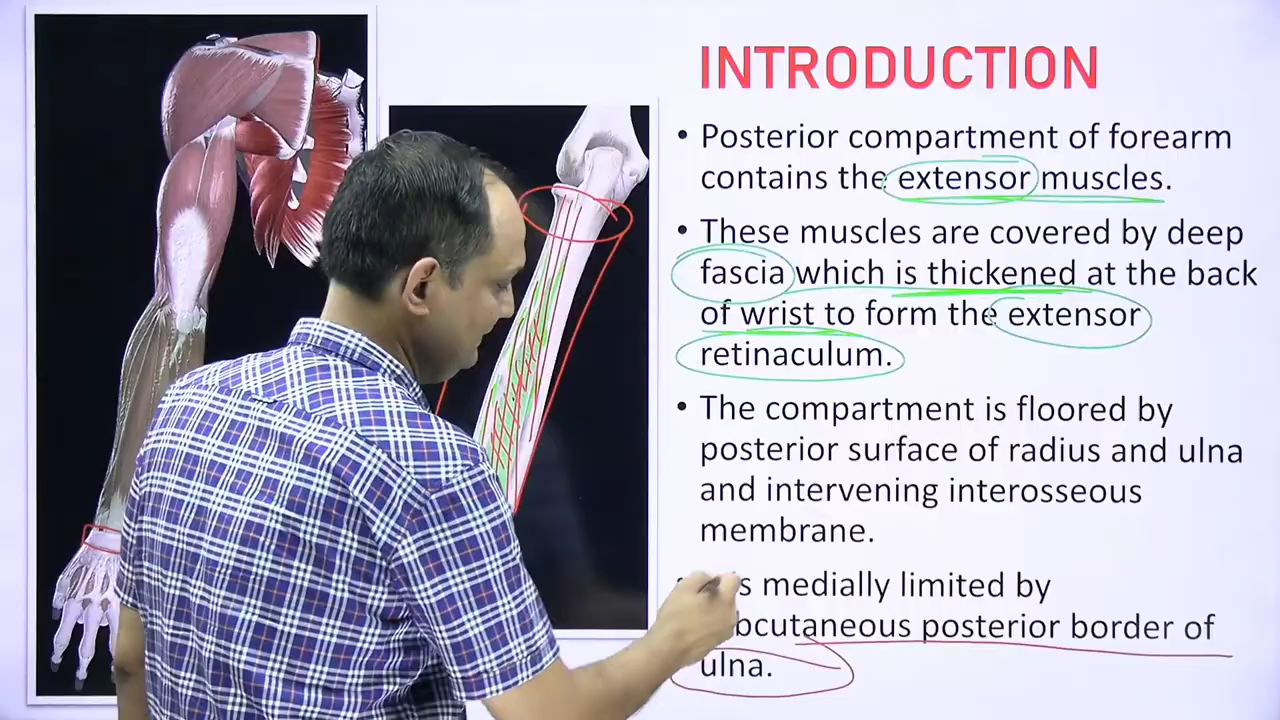 INTRODUCTION
• Posterior compartment of forearm
contains the extensor muscles.
• These muscles are covered by deep
fascia which is thickened at the back
of wrist to form the extensor
retinaculum.
• The compartment is floored by
posterior surface of radius and ulna
and intervening interosseous
membrane.
medially limited by
posterior border of
ulna.